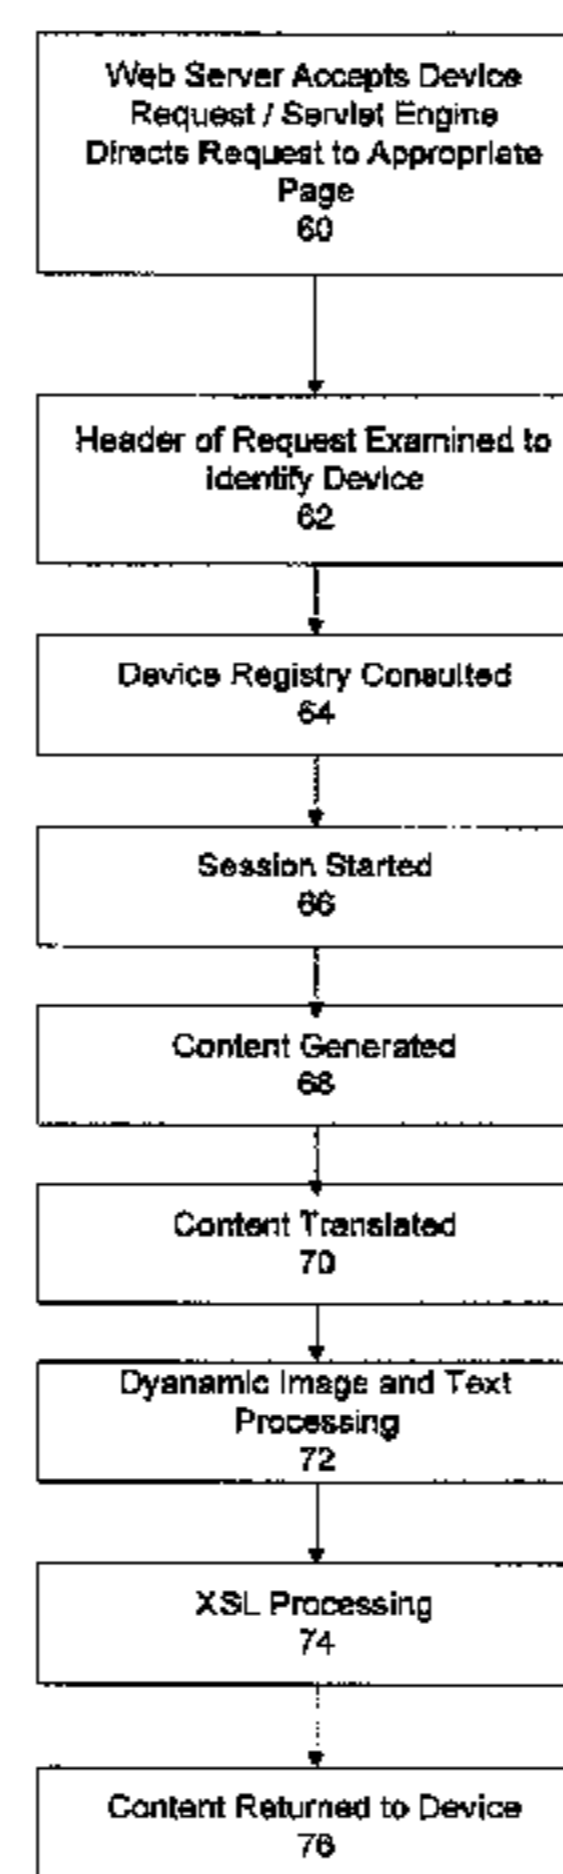 Web Server Accepts Device
Request / Servlet Engine
Directs Request to Appropriate
Page
60
Header of Request Examined to
Identify Device
62
Device Registry Consulted
64
Session Started
66
Content Generated
68
Content Translated
70
Dyanamic Image and Text
Processing
72
XSL Processing
74
Content Returned to Device
76